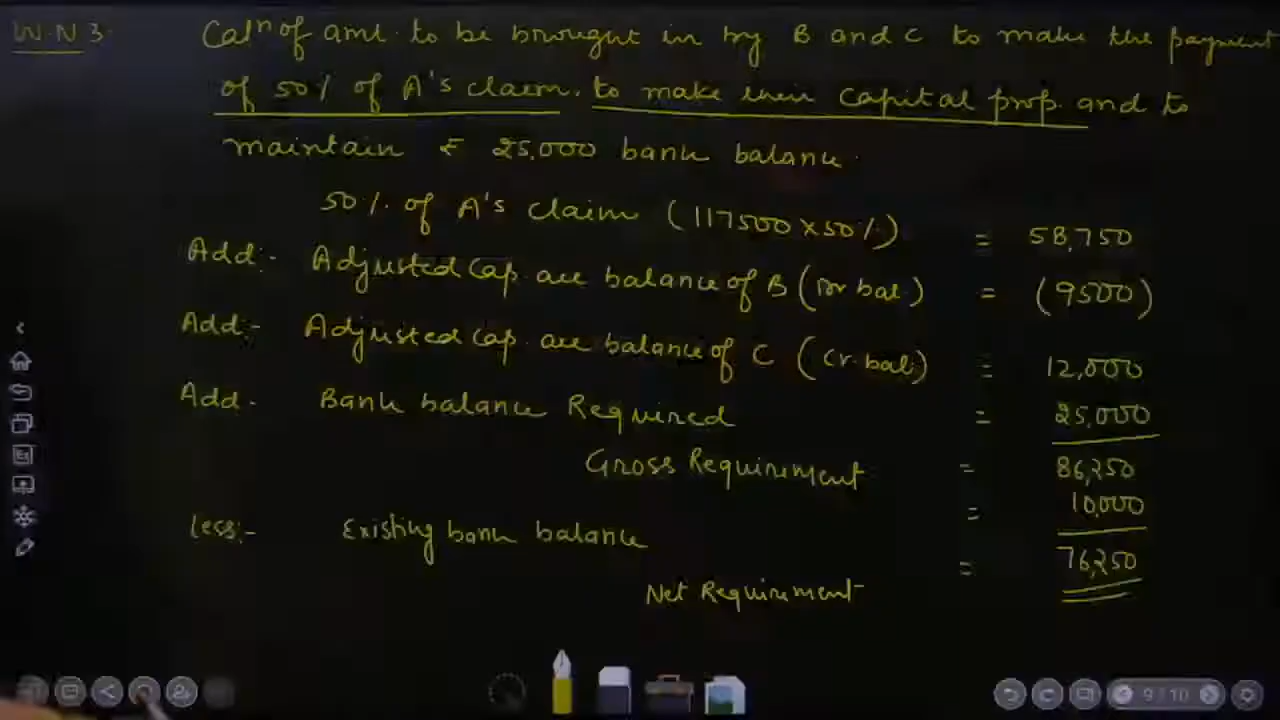 W.N 3. Calⁿ of amt. to be brought in by B and C to make the payment
of 50% of A's claim. to make their capital prop. and to
maintain ₹ 25,000 bank balance.
50% of A's claim (117500 x 50%) = 58,750
Add:- Adjusted Cap. acc balance of B (Dr bal.) = (9500)
Add:- Adjusted Cap. acc balance of C (Cr. bal.) = 12,000
Add:- Bank balance Required = 25,000
Gross Requirement = 86,250
Less:- Existing bank balance = 10,000
Net Requirement = 76,250
9 / 10